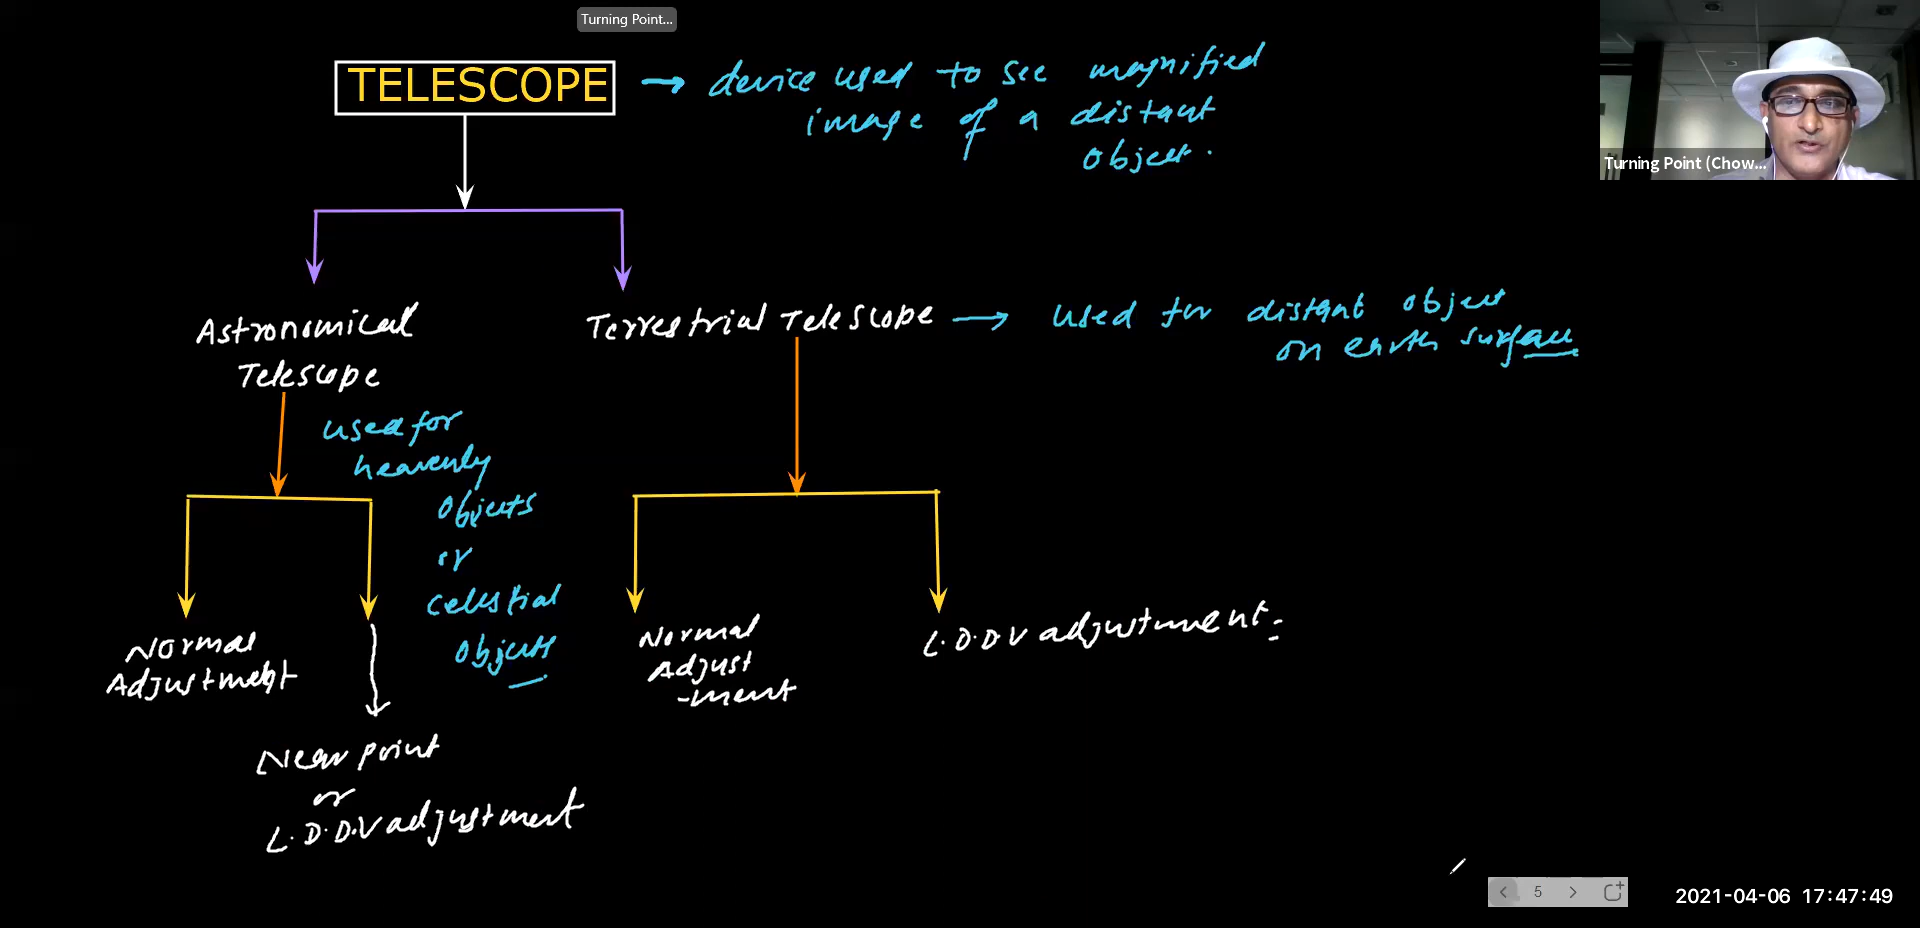 Turning Point...
TELESCOPE → device used to see magnified
image of a distant
object.
Turning Point (Chow...
Astronomical
Telescope
Terrestrial Telescope → used for distant object
on earth surface
used for
heavenly
objects
or
celestial
objects
Normal
Adjustment
Near point
or
L.D.D.V adjustment
Normal
Adjust
-ment
L.D.D.V adjustment
5
2021-04-06 17:47:49